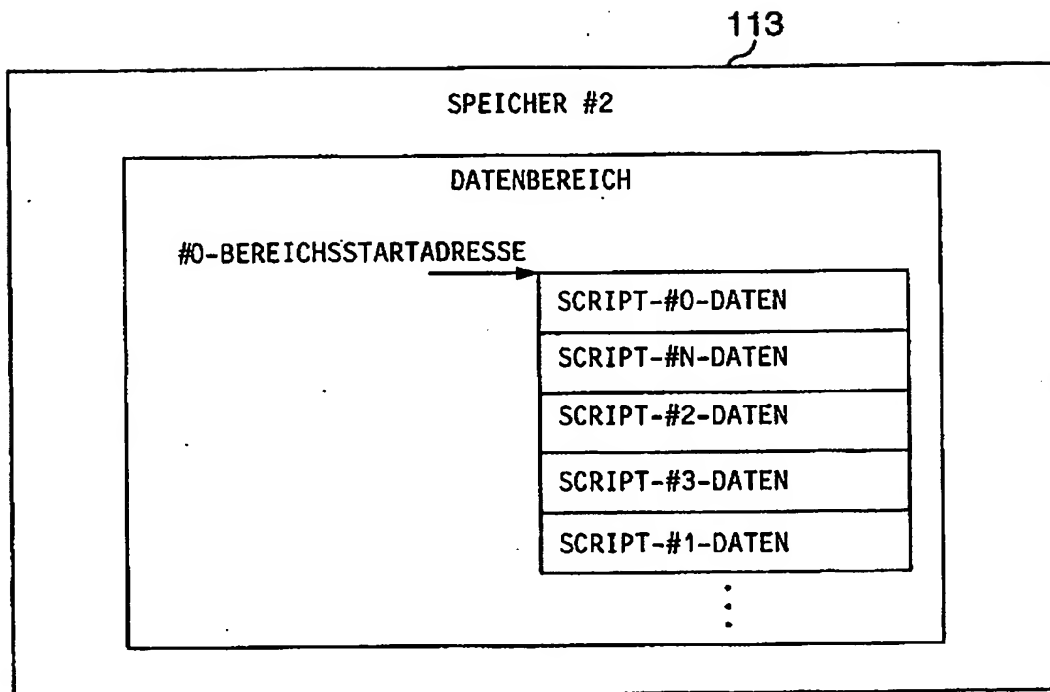 113
SPEICHER #2
DATENBEREICH
#0-BEREICHSSTARTADRESSE
SCRIPT-#0-DATEN
SCRIPT-#N-DATEN
SCRIPT-#2-DATEN
SCRIPT-#3-DATEN
SCRIPT-#1-DATEN